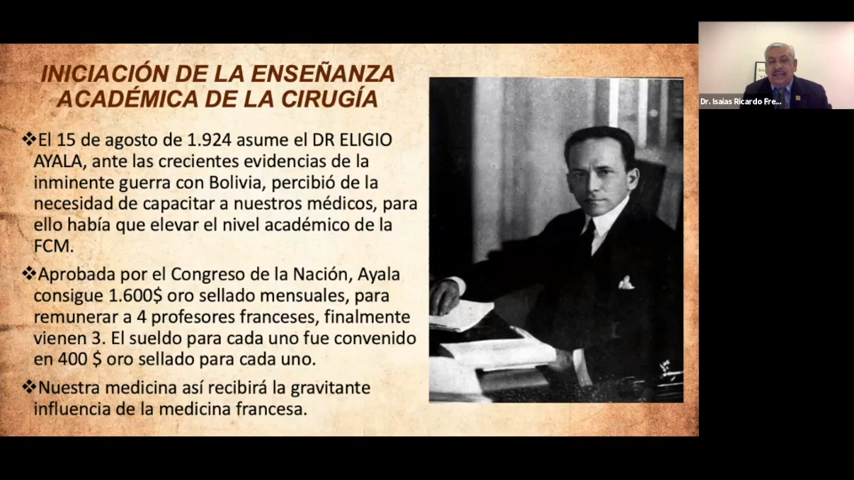 INICIACIÓN DE LA ENSEÑANZA
ACADÉMICA DE LA CIRUGÍA
❖El 15 de agosto de 1.924 asume el DR ELIGIO
AYALA, ante las crecientes evidencias de la
inminente guerra con Bolivia, percibió de la
necesidad de capacitar a nuestros médicos, para
ello había que elevar el nivel académico de la
FCM.
❖Aprobada por el Congreso de la Nación, Ayala
consigue 1.600$ oro sellado mensuales, para
remunerar a 4 profesores franceses, finalmente
vienen 3. El sueldo para cada uno fue convenido
en 400 $ oro sellado para cada uno.
❖Nuestra medicina así recibirá la gravitante
influencia de la medicina francesa.
Dr. Isaias Ricardo Fre...